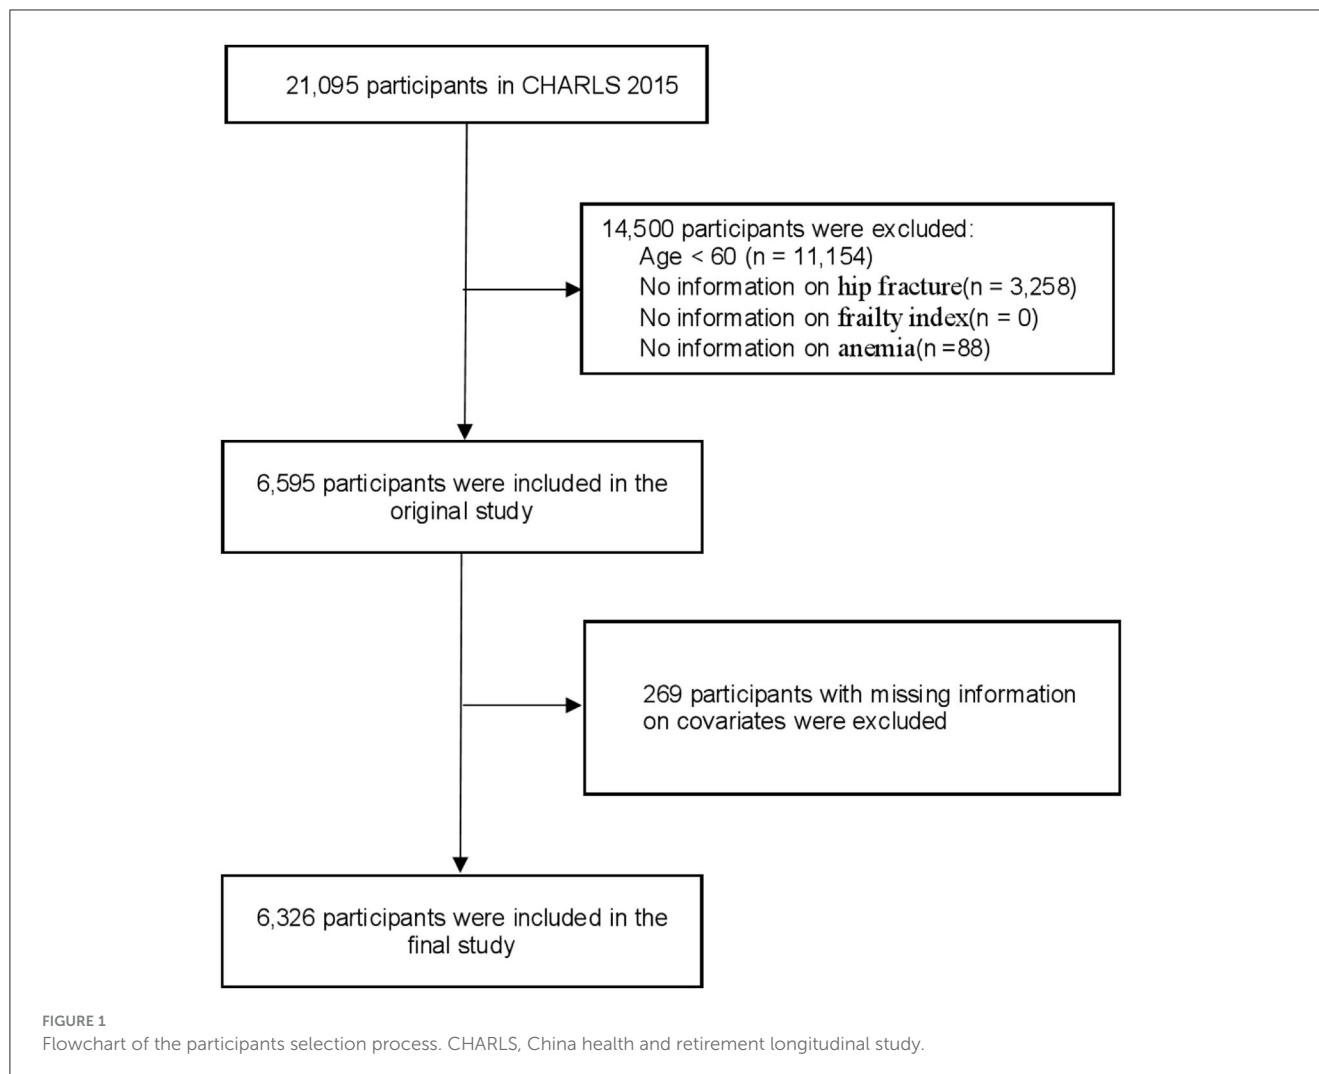 21,095 participants in CHARLS 2015
14,500 participants were excluded:
Age < 60 (n = 11,154)
No information on hip fracture(n = 3,258)
No information on frailty index(n = 0)
No information on anemia(n =88)
6,595 participants were included in the
original study
269 participants with missing information
on covariates were excluded
6,326 participants were included in the
final study
FIGURE 1
Flowchart of the participants selection process. CHARLS, China health and retirement longitudinal study.